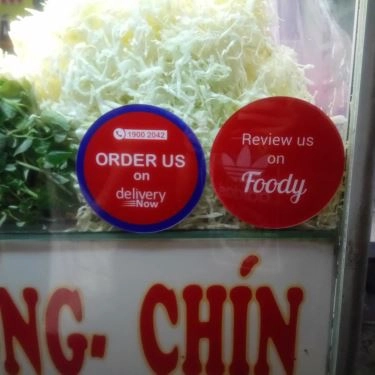 1900 2042
ORDER US
on
delivery
Now
Review us
on
Foody
NG. CHÍN